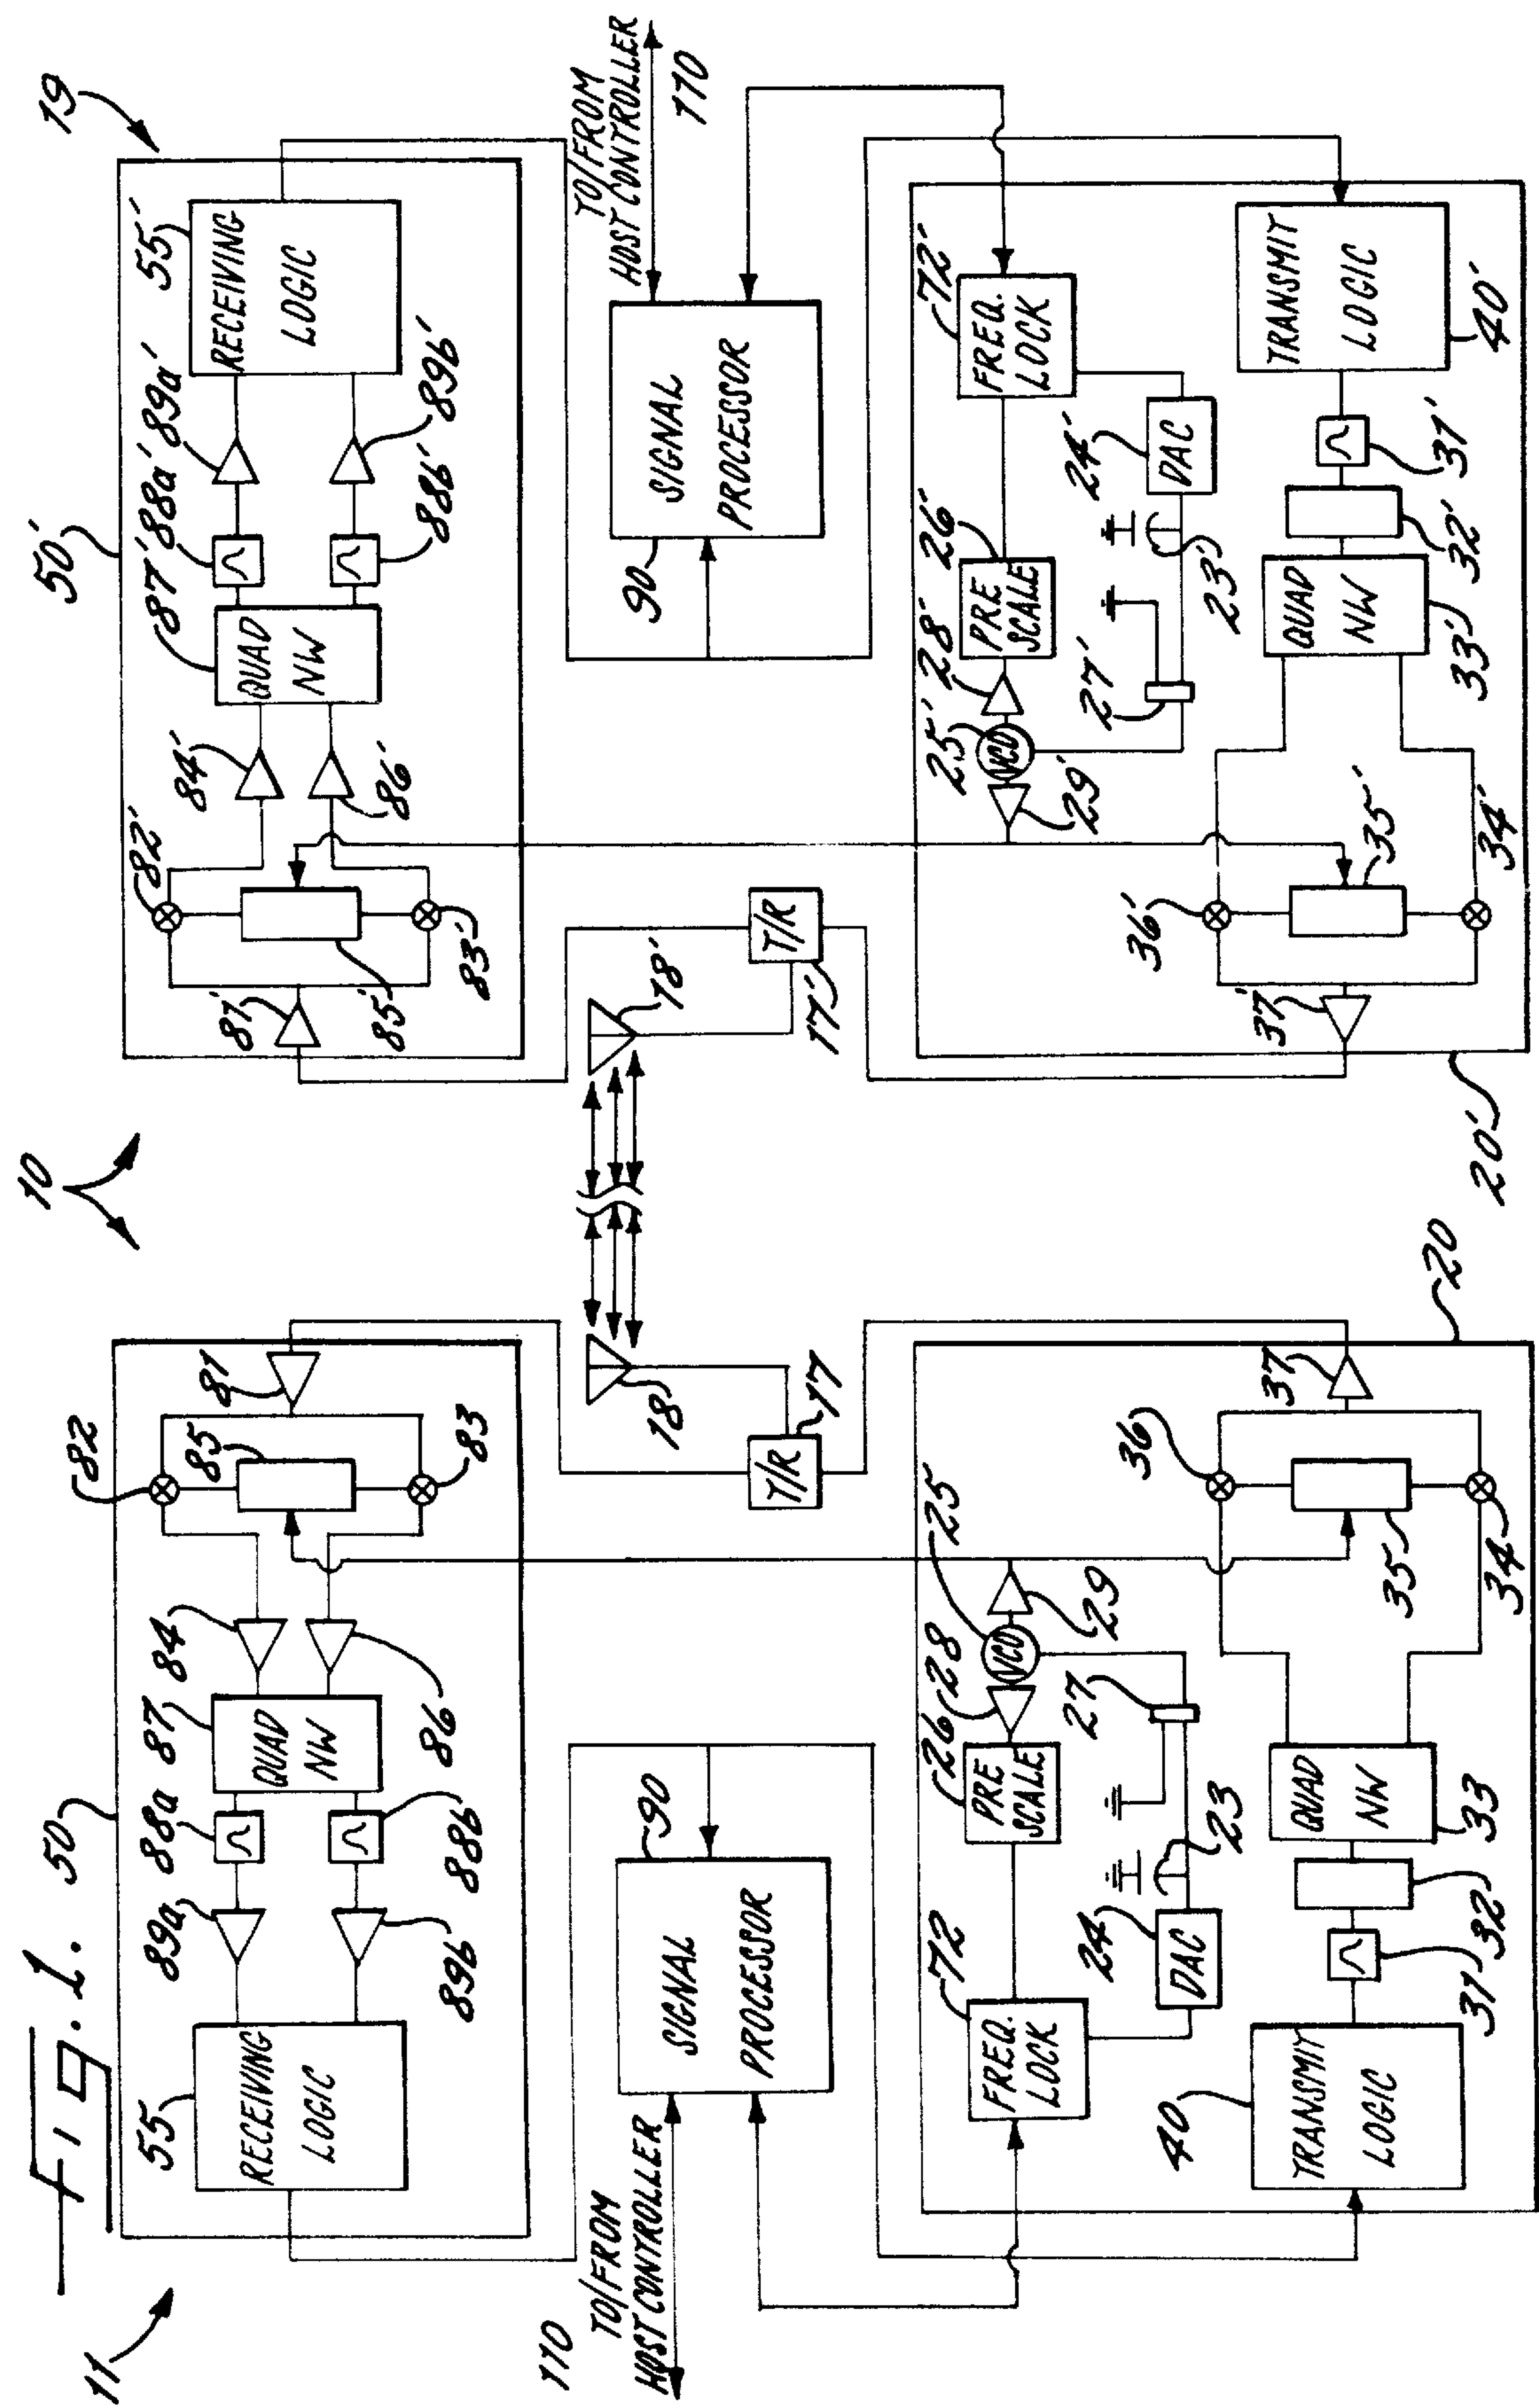 Fig. 1.
11
10
19
50
55
RECEIVING
LOGIC
89a
89b
88a
88b
87
QUAD
NW
84
86
82
85
83
81
50'
81'
82'
85'
83'
84'
86'
87'
QUAD
NW
88a'
88b'
89a'
89b'
55'
RECEIVING
LOGIC
110
TO/FROM
HOST CONTROLLER
90
SIGNAL
PROCESSOR
T/R
17
18
18'
T/R
17'
90
SIGNAL
PROCESSOR
TO/FROM
HOST CONTROLLER
110
72
FREQ.
LOCK
26
PRE
SCALE
28
25
VCO
29
24
DAC
23
27
40
TRANSMIT
LOGIC
31
32
QUAD
NW
33
36
35
34
37
20
20'
37'
36'
35'
34'
29'
25'
VCO
28'
26'
PRE
SCALE
72'
FREQ.
LOCK
27'
23'
24'
DAC
QUAD
NW
33'
32'
31'
TRANSMIT
LOGIC
40'